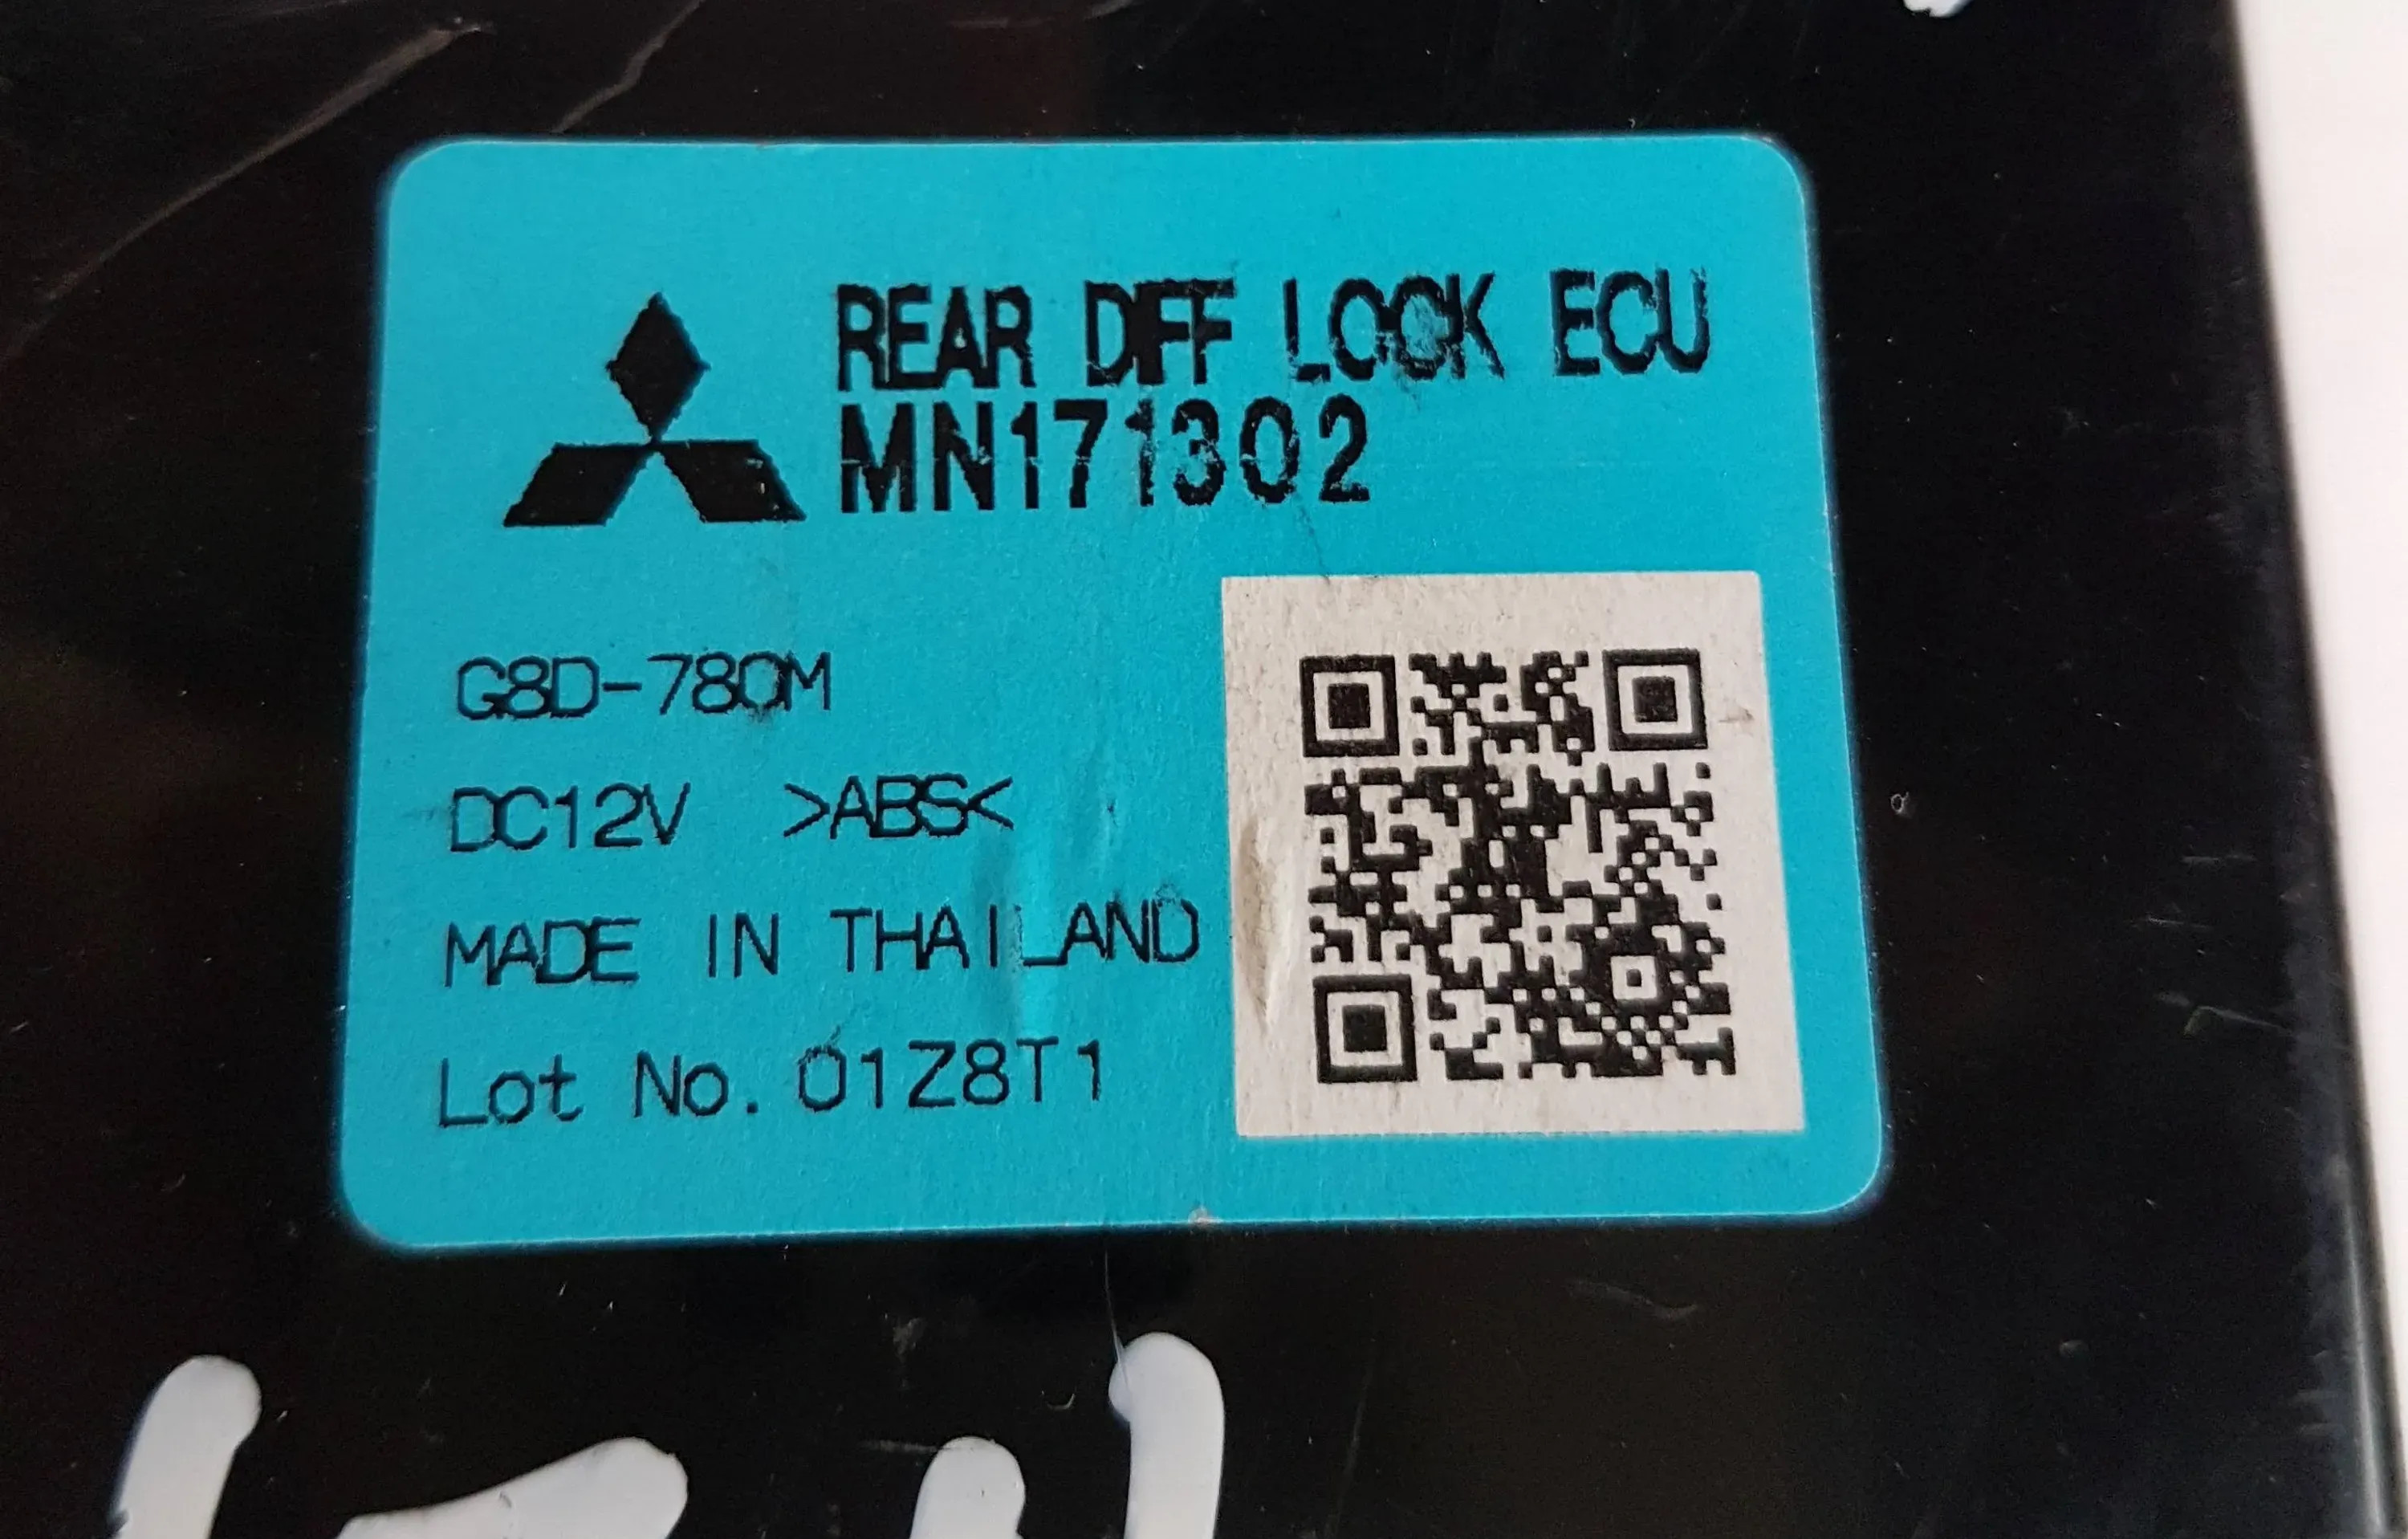 REAR DIFF LOCK ECU
MN171302
G8D-780M
DC12V >ABS<
MADE IN THAILAND
Lot No. 01Z8T1